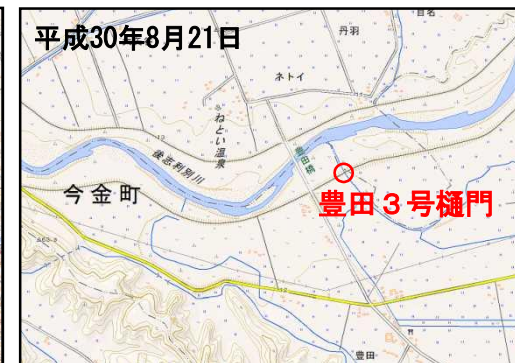 平成30年8月21日
丹羽
目名
ネトイ
ねとい温泉
後志利別川
豊田橋
今金町
豊田3号樋門
豊田